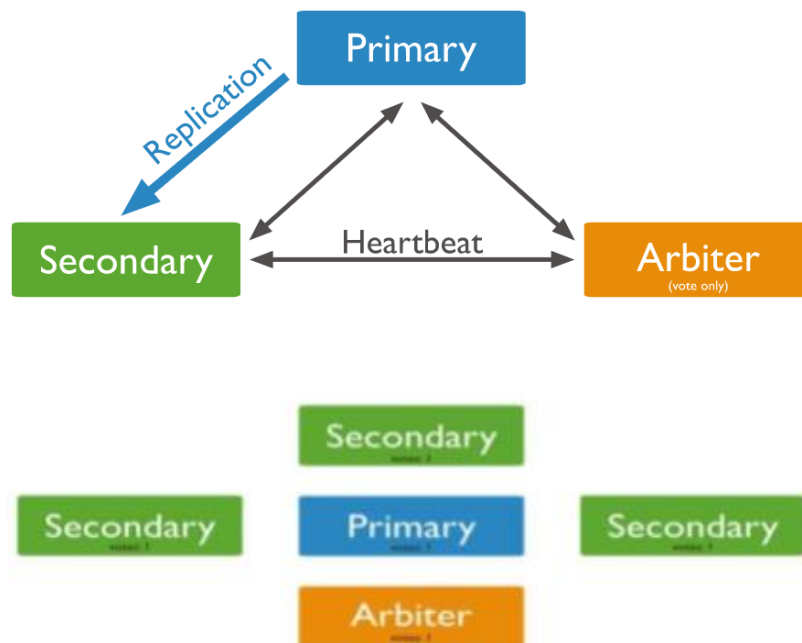 Primary
Replication
Secondary
Heartbeat
Arbiter
(vote only)
Secondary
Secondary
Primary
Secondary
Arbiter